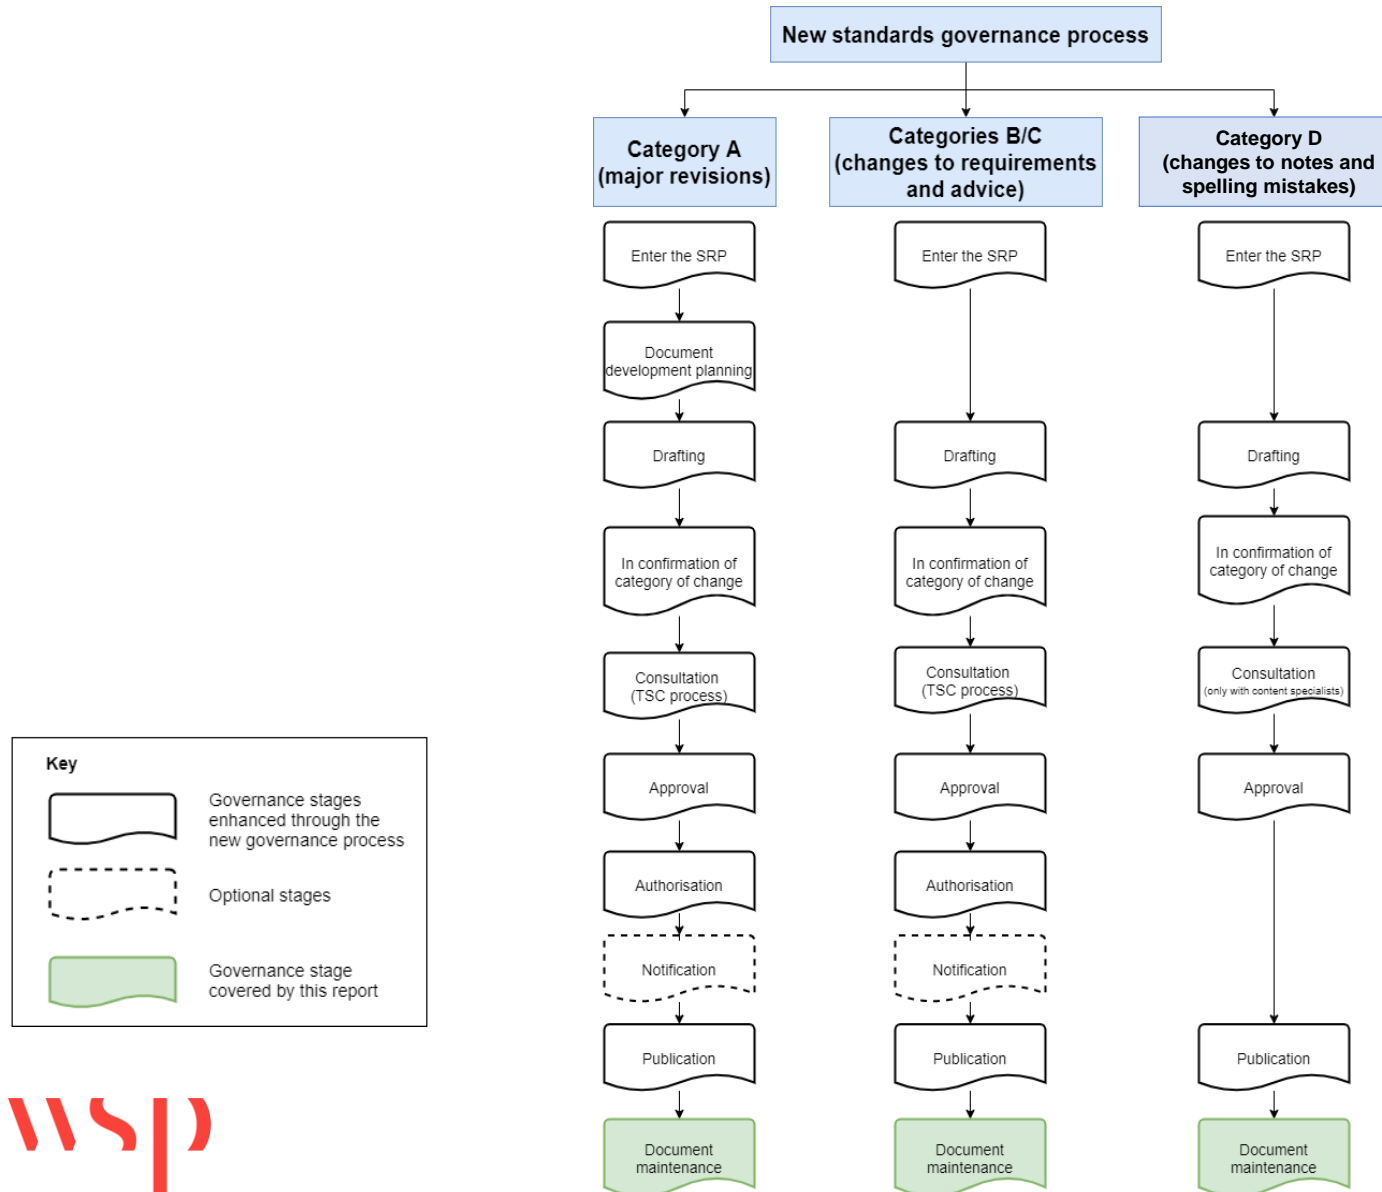 New standards governance process
Category A
(major revisions)
Categories B/C
(changes to requirements
and advice)
Category D
(changes to notes and
spelling mistakes)
Enter the SRP
Enter the SRP
Enter the SRP
Document
development planning
Drafting
Drafting
Drafting
In confirmation of
category of change
In confirmation of
category of change
In confirmation of
category of change
Consultation
(TSC process)
Consultation
(TSC process)
Consultation
(only with content specialists)
Approval
Approval
Approval
Authorisation
Authorisation
Notification
Notification
Publication
Publication
Publication
Document
maintenance
Document
maintenance
Document
maintenance
Key
Governance stages
enhanced through the
new governance process
Optional stages
Governance stage
covered by this report
wsp